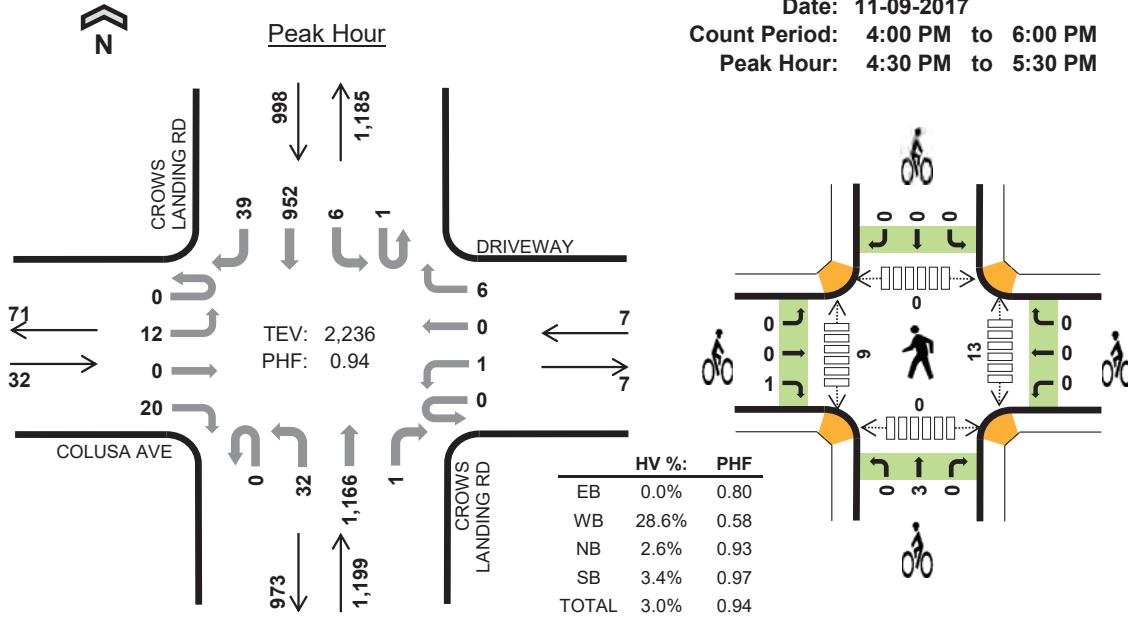 Date: 11-09-2017
N
Peak Hour
Count Period: 4:00 PM to 6:00 PM
Peak Hour: 4:30 PM to 5:30 PM
998
1,185
CROWS
LANDING RD
39
952
6
1
DRIVEWAY
0
12
0
20
71
32
TEV: 2,236
PHF: 0.94
6
0
1
0
7
7
COLUSA AVE
0
32
1,166
1
CROWS
LANDING RD
973
1,199
HV %: PHF
EB 0.0% 0.80
WB 28.6% 0.58
NB 2.6% 0.93
SB 3.4% 0.97
TOTAL 3.0% 0.94
0 0 0
0
0
0
1
9
13
0
0
0
0
0 3 0